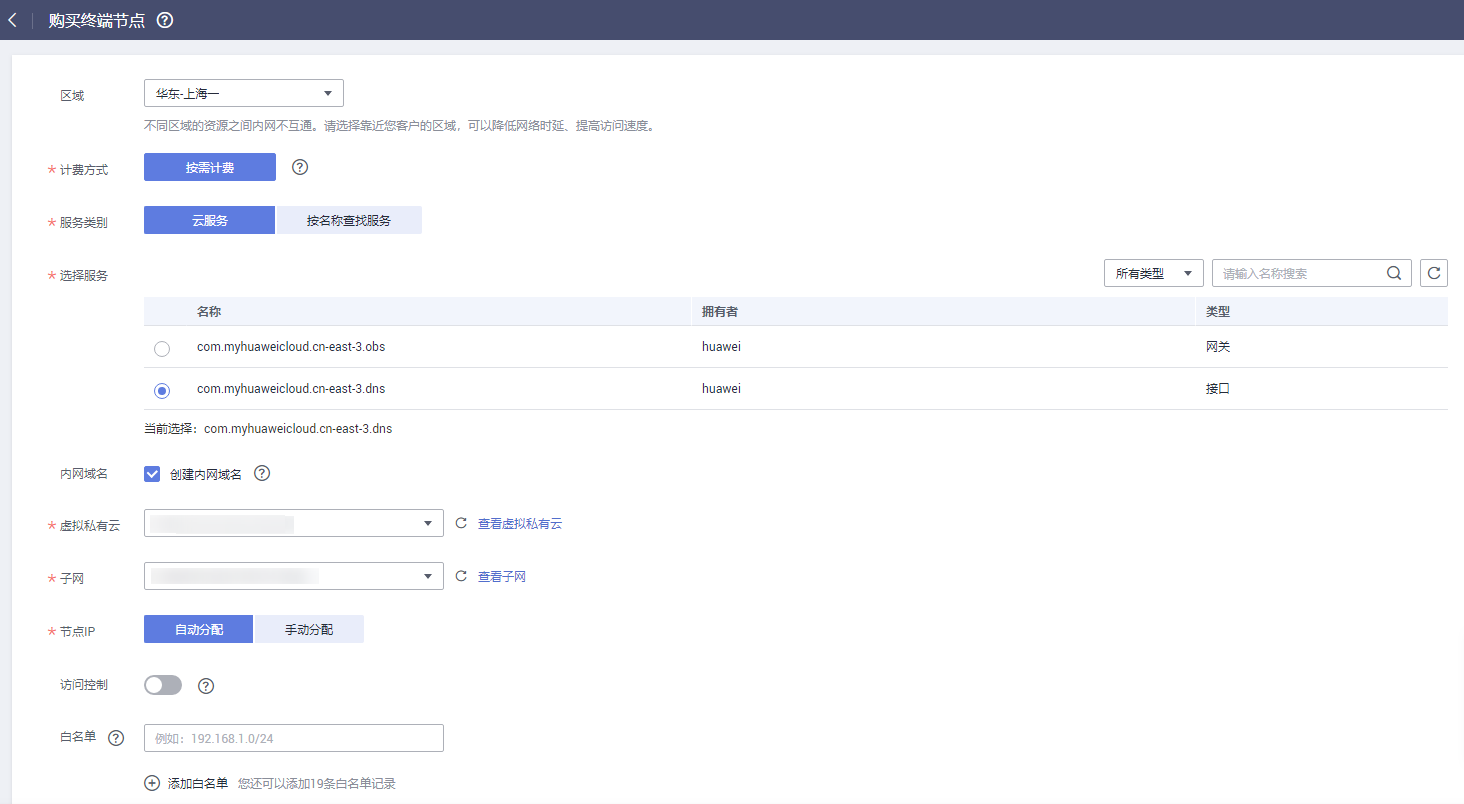 购买终端节点
区域
华东-上海一
不同区域的资源之间内网不互通。请选择靠近您客户的区域，可以降低网络时延、提高访问速度。
* 计费方式
按需计费
* 服务类别
云服务 按名称查找服务
* 选择服务
所有类型 请输入名称搜索
名称 拥有者 类型
com.myhuaweicloud.cn-east-3.obs huawei 网关
com.myhuaweicloud.cn-east-3.dns huawei 接口
当前选择：com.myhuaweicloud.cn-east-3.dns
内网域名 创建内网域名
* 虚拟私有云 查看虚拟私有云
* 子网 查看子网
* 节点IP 自动分配 手动分配
访问控制
白名单 例如：192.168.1.0/24
添加白名单 您还可以添加19条白名单记录